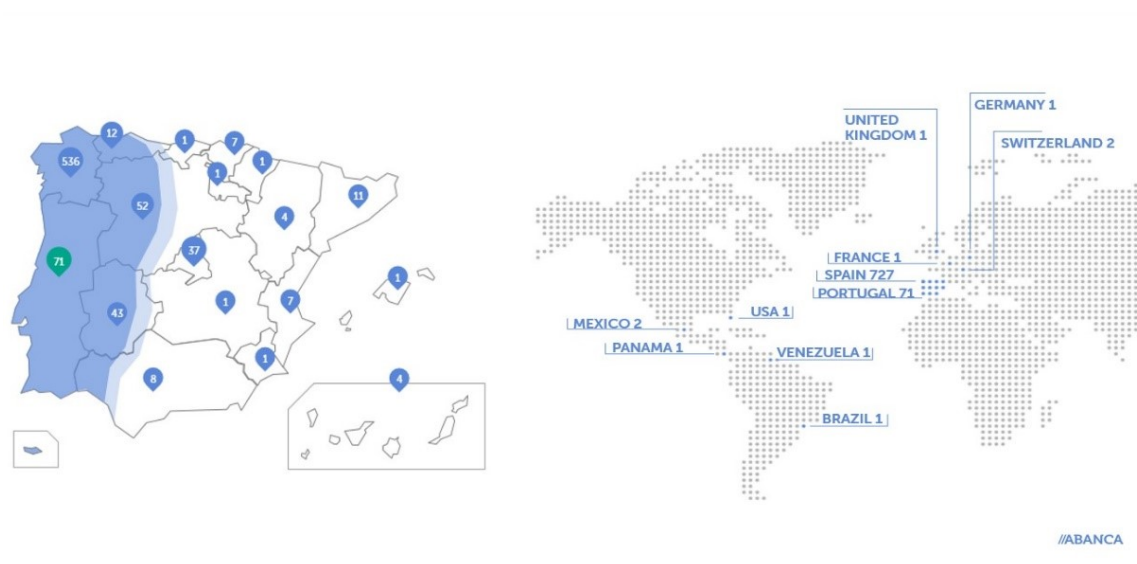 12
1
7
536
1
1
11
52
4
37
71
1
1
7
43
1
8
4
GERMANY 1
UNITED
KINGDOM 1
SWITZERLAND 2
FRANCE 1
SPAIN 727
PORTUGAL 71
USA 1
MEXICO 2
PANAMA 1
VENEZUELA 1
BRAZIL 1
//ABANCA